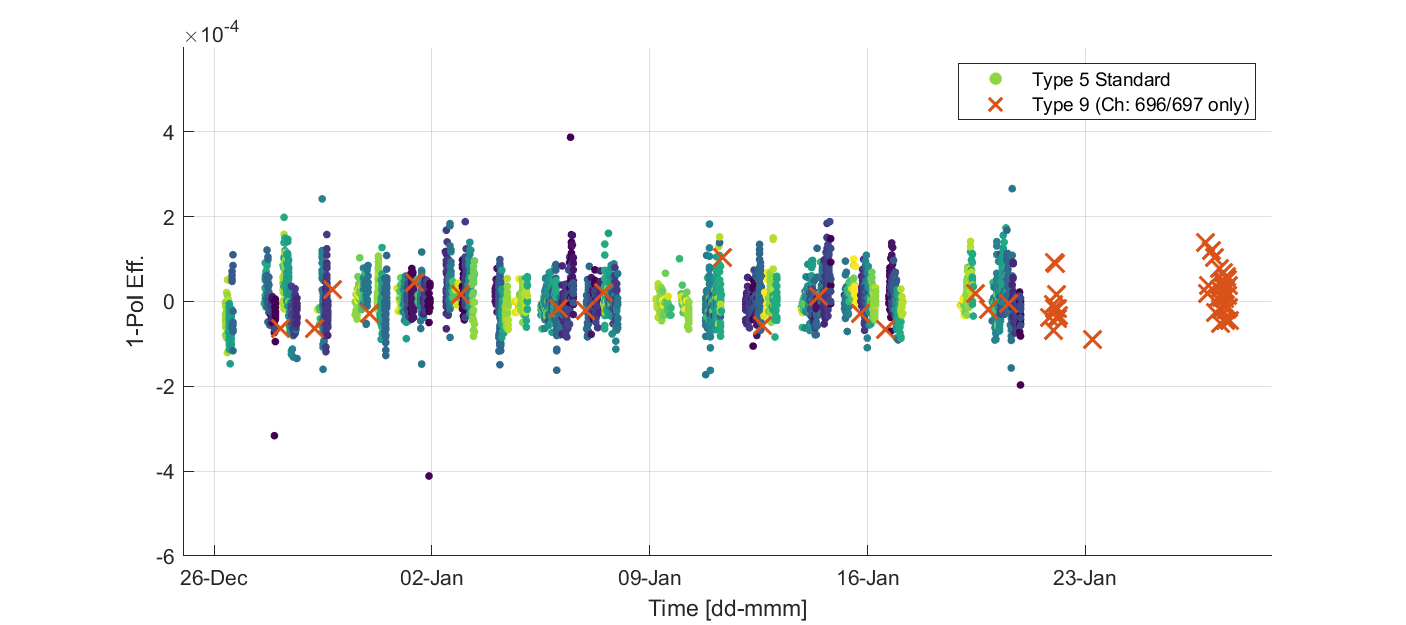 ×10⁻⁴
Type 5 Standard
Type 9 (Ch: 696/697 only)
4
2
0
-2
-4
-6
1-Pol Eff.
26-Dec
02-Jan
09-Jan
16-Jan
23-Jan
Time [dd-mmm]